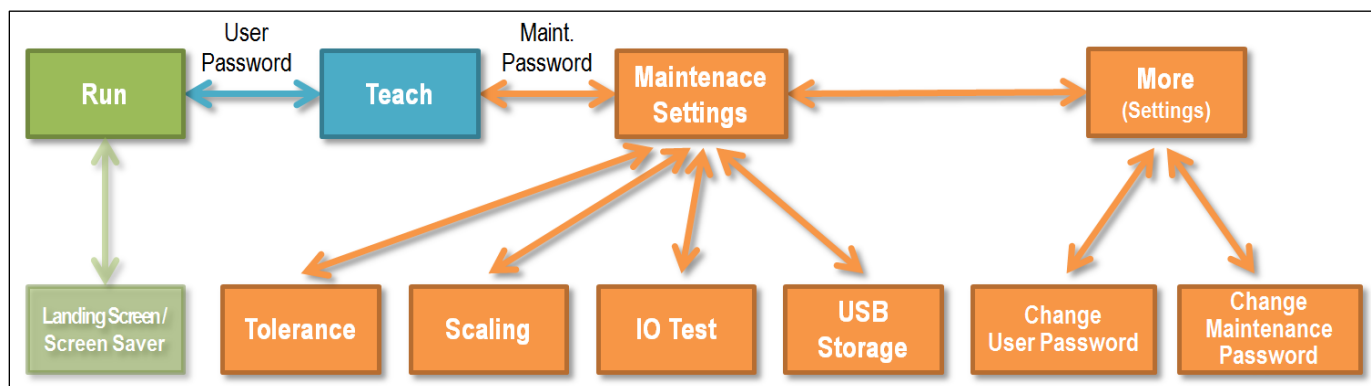 User
Password
Maint.
Password
Run
Teach
Maintenace
Settings
More
(Settings)
Landing Screen /
Screen Saver
Tolerance
Scaling
IO Test
USB
Storage
Change
User Password
Change
Maintenance
Password